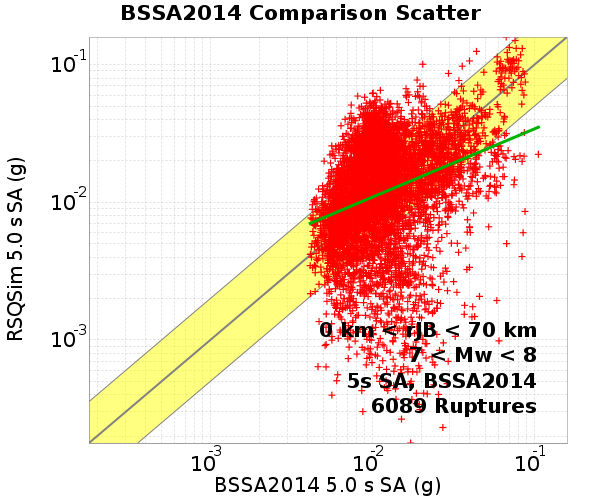 BSSA2014 Comparison Scatter
RSQSim 5.0 s SA (g)
10⁻¹
10⁻²
10⁻³
0 km < rJB < 70 km
7 < Mw < 8
5s SA, BSSA2014
6089 Ruptures
10⁻³ 10⁻² 10⁻¹
BSSA2014 5.0 s SA (g)